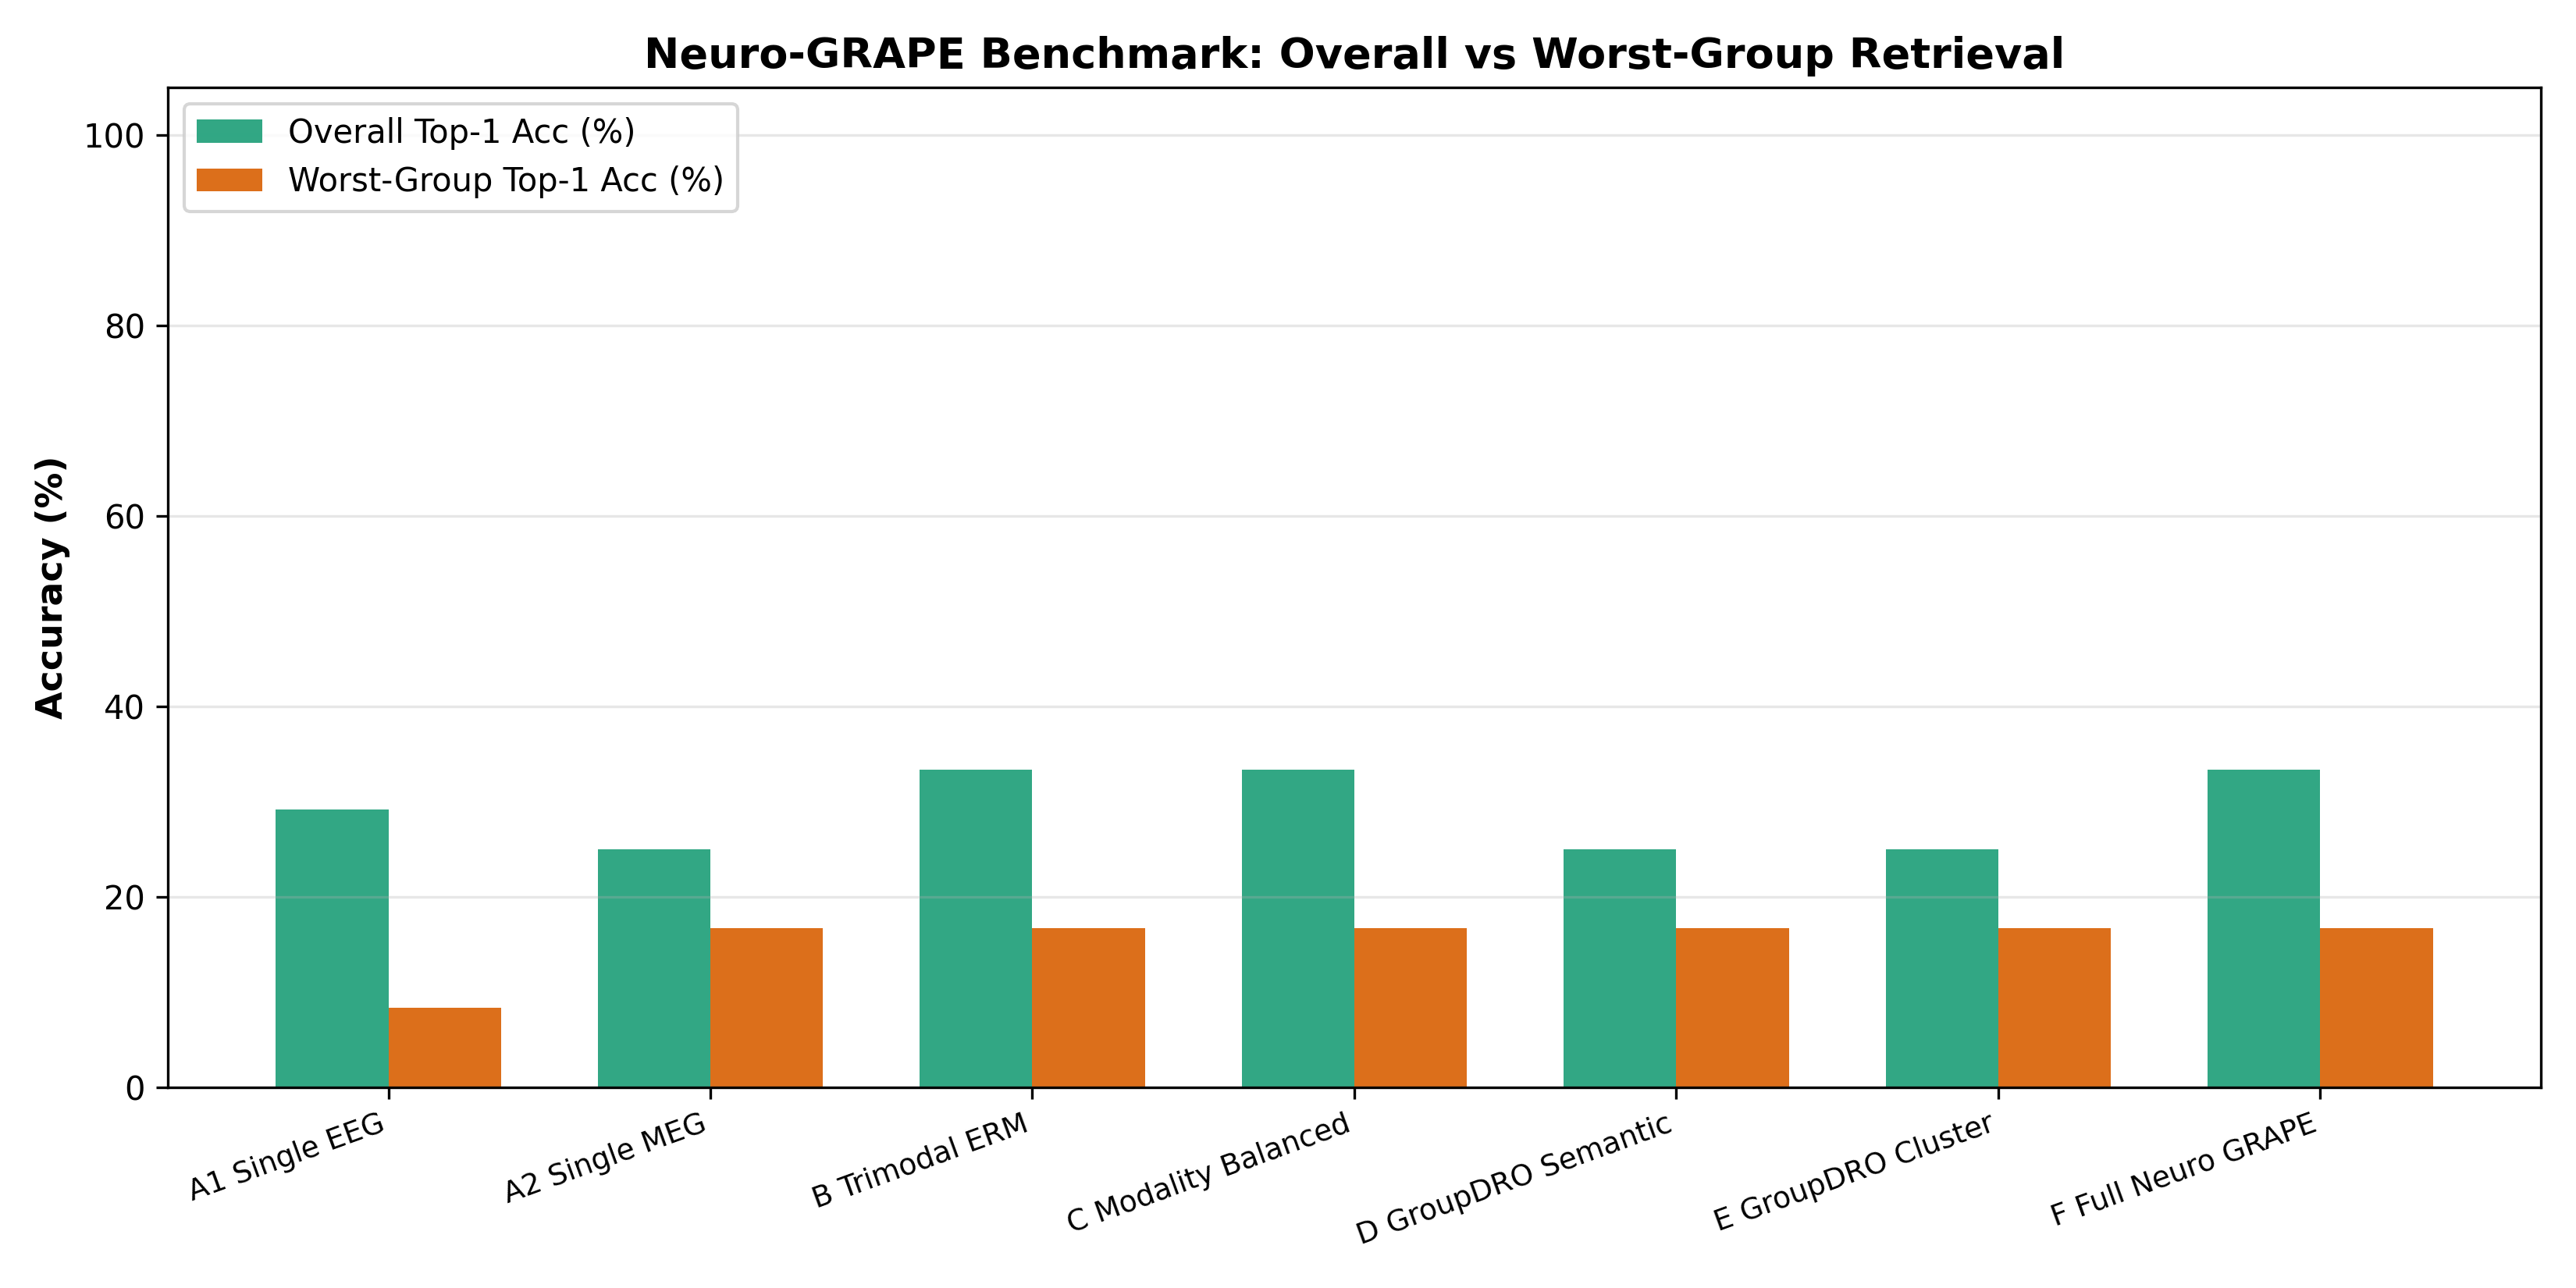 Neuro-GRAPE Benchmark: Overall vs Worst-Group Retrieval
Overall Top-1 Acc (%)
Worst-Group Top-1 Acc (%)
Accuracy (%)
100
80
60
40
20
0
A1 Single EEG
A2 Single MEG
B Trimodal ERM
C Modality Balanced
D GroupDRO Semantic
E GroupDRO Cluster
F Full Neuro GRAPE